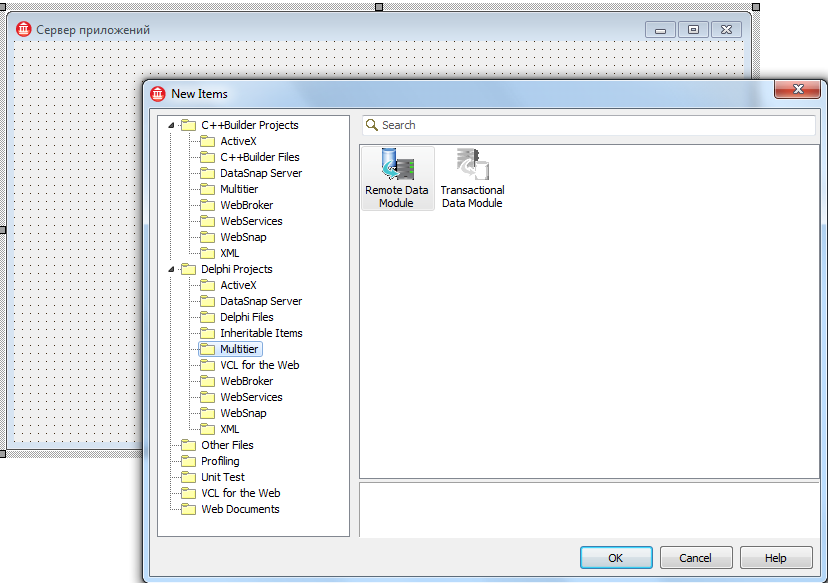 Сервер приложений
New Items
C++Builder Projects
ActiveX
C++Builder Files
DataSnap Server
Multitier
WebBroker
WebServices
WebSnap
XML
Delphi Projects
ActiveX
DataSnap Server
Delphi Files
Inheritable Items
Multitier
VCL for the Web
WebBroker
WebServices
WebSnap
XML
Other Files
Profiling
Unit Test
VCL for the Web
Web Documents
Search
Remote Data
Module
Transactional
Data Module
OK
Cancel
Help